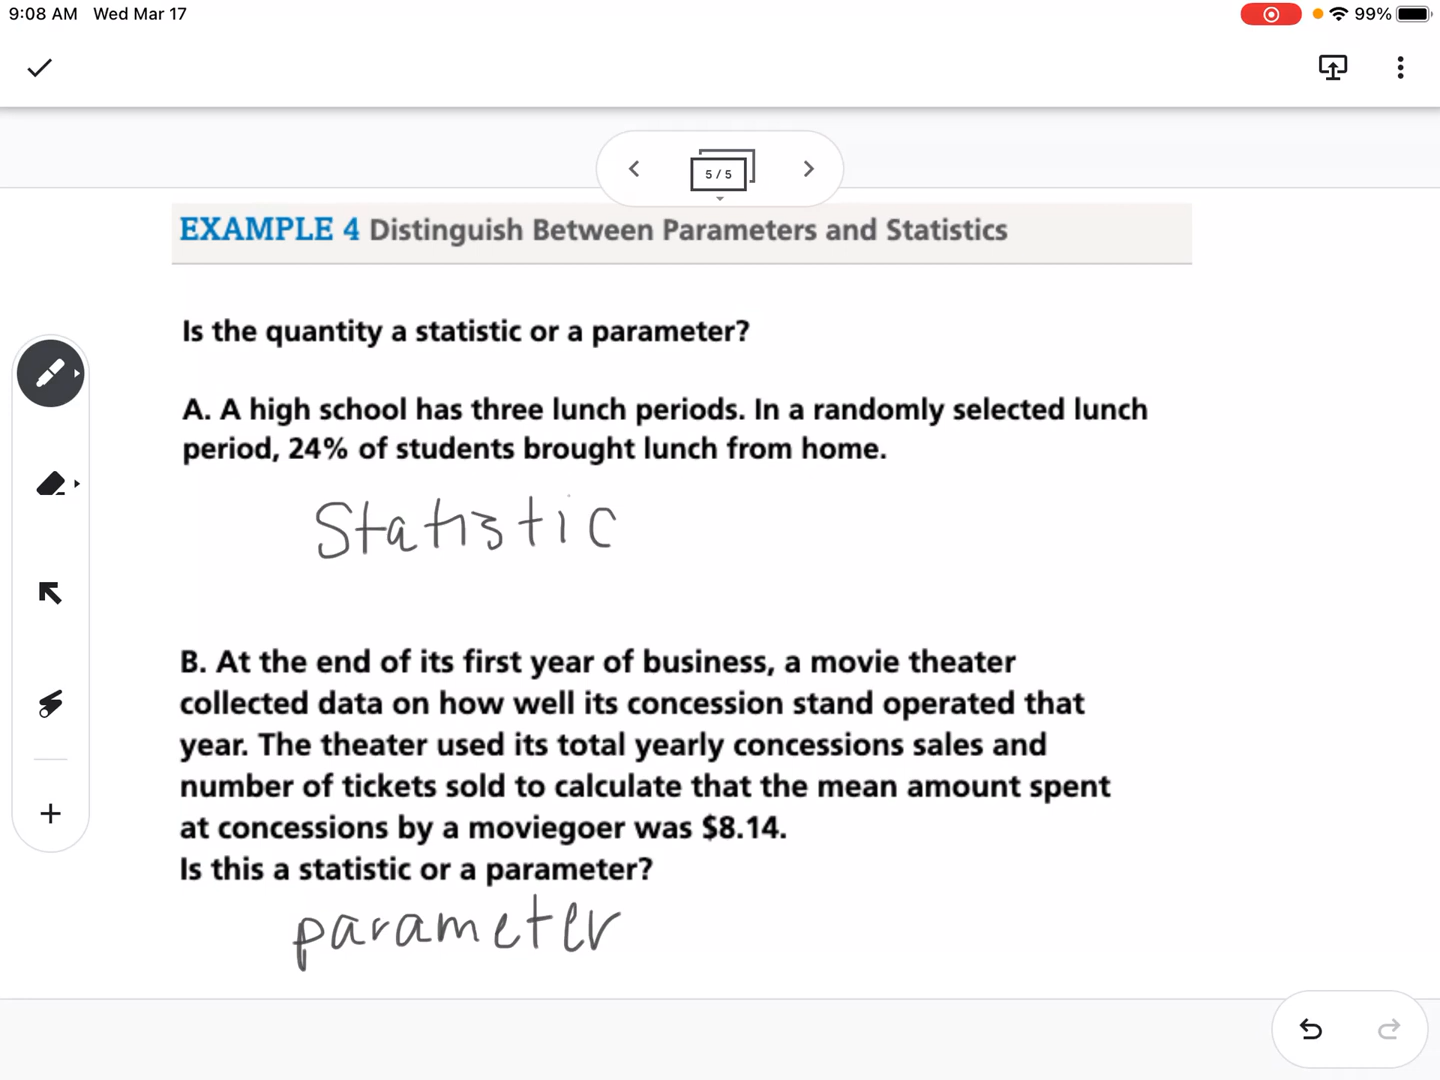 9:08 AM Wed Mar 17 99%
5 / 5
EXAMPLE 4 Distinguish Between Parameters and Statistics
Is the quantity a statistic or a parameter?
A. A high school has three lunch periods. In a randomly selected lunch
period, 24% of students brought lunch from home.
Statistic
B. At the end of its first year of business, a movie theater
collected data on how well its concession stand operated that
year. The theater used its total yearly concessions sales and
number of tickets sold to calculate that the mean amount spent
at concessions by a moviegoer was $8.14.
Is this a statistic or a parameter?
parameter